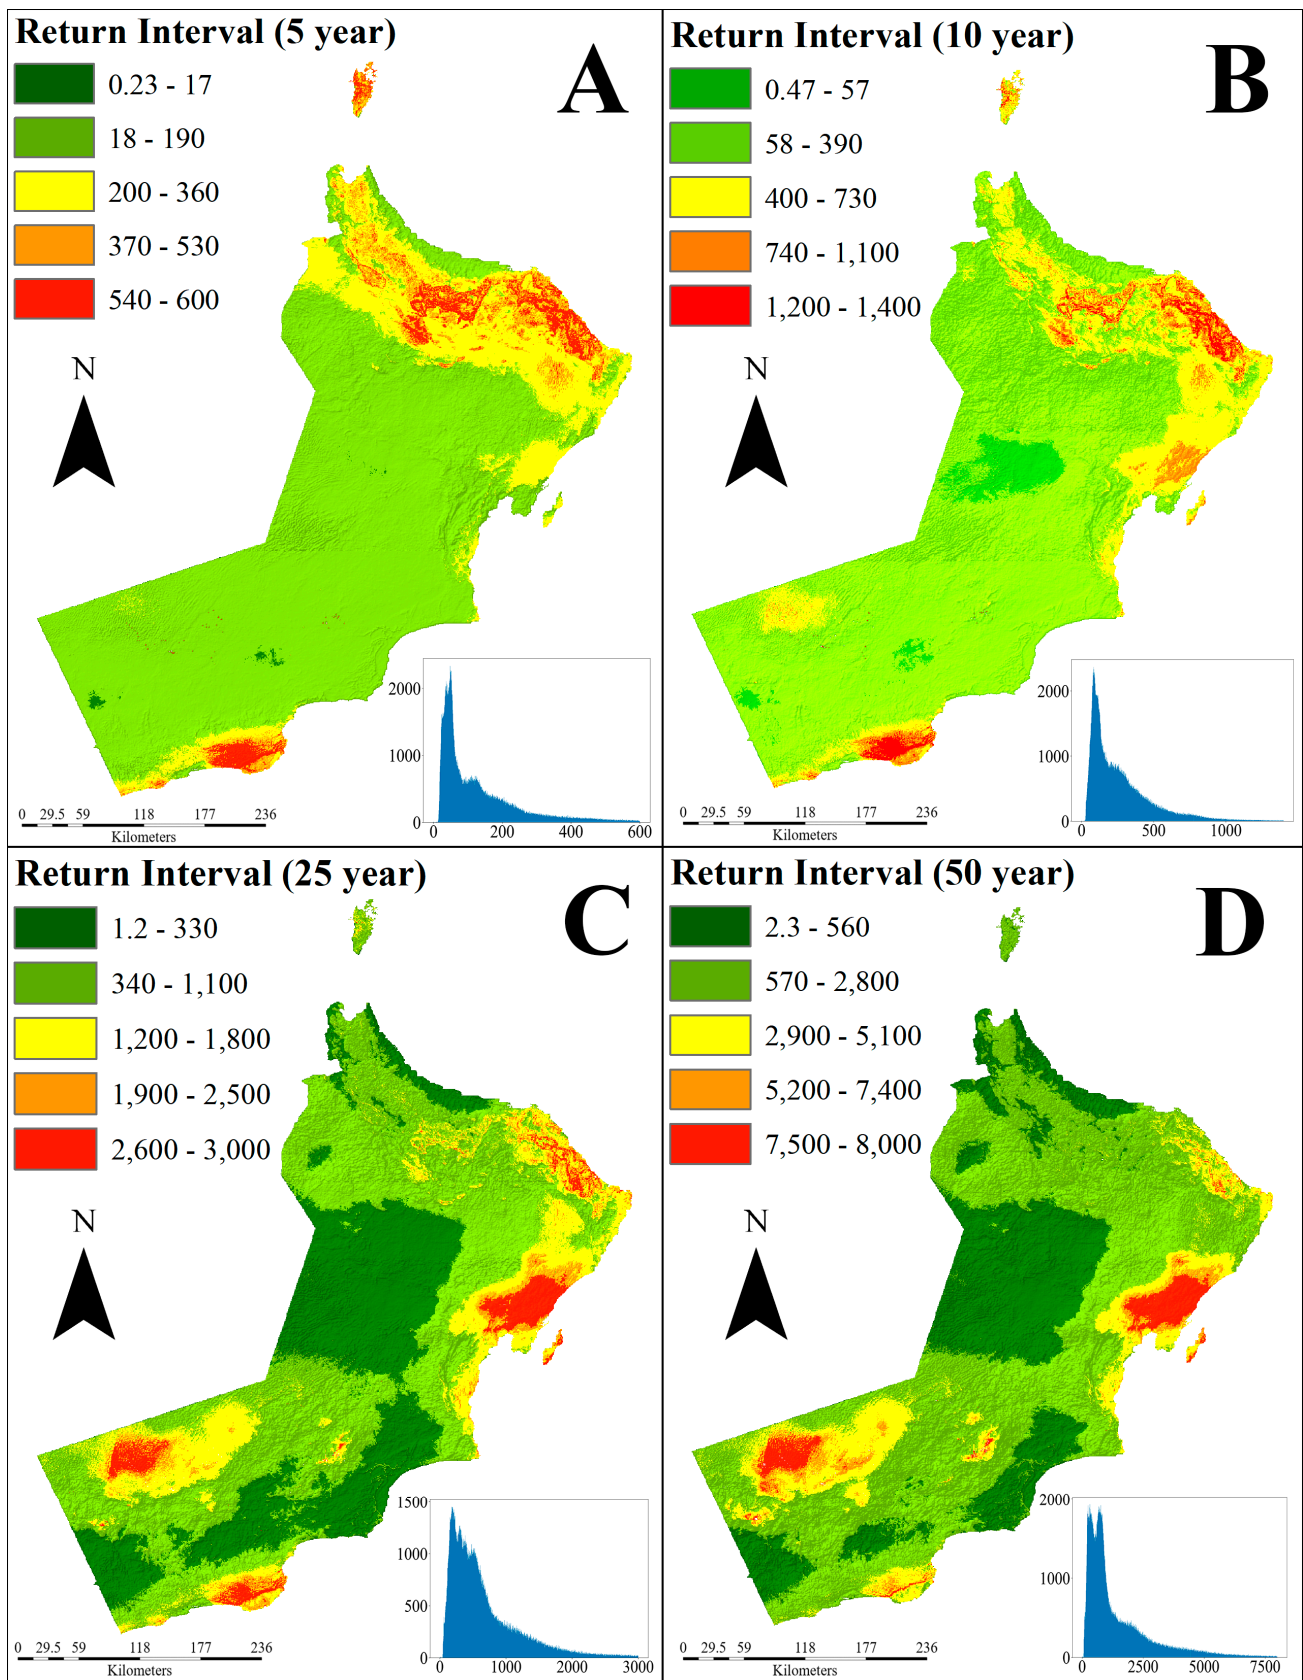 Return Interval (5 year)
A
0.23 - 17
18 - 190
200 - 360
370 - 530
540 - 600
N
2000
1000
0
0 200 400 600
0 29.5 59 118 177 236
Kilometers
Return Interval (10 year)
B
0.47 - 57
58 - 390
400 - 730
740 - 1,100
1,200 - 1,400
N
2000
1000
0
0 500 1000
0 29.5 59 118 177 236
Kilometers
Return Interval (25 year)
C
1.2 - 330
340 - 1,100
1,200 - 1,800
1,900 - 2,500
2,600 - 3,000
N
1500
1000
500
0
0 1000 2000 3000
0 29.5 59 118 177 236
Kilometers
Return Interval (50 year)
D
2.3 - 560
570 - 2,800
2,900 - 5,100
5,200 - 7,400
7,500 - 8,000
N
2000
1000
0
0 2500 5000 7500
0 29.5 59 118 177 236
Kilometers